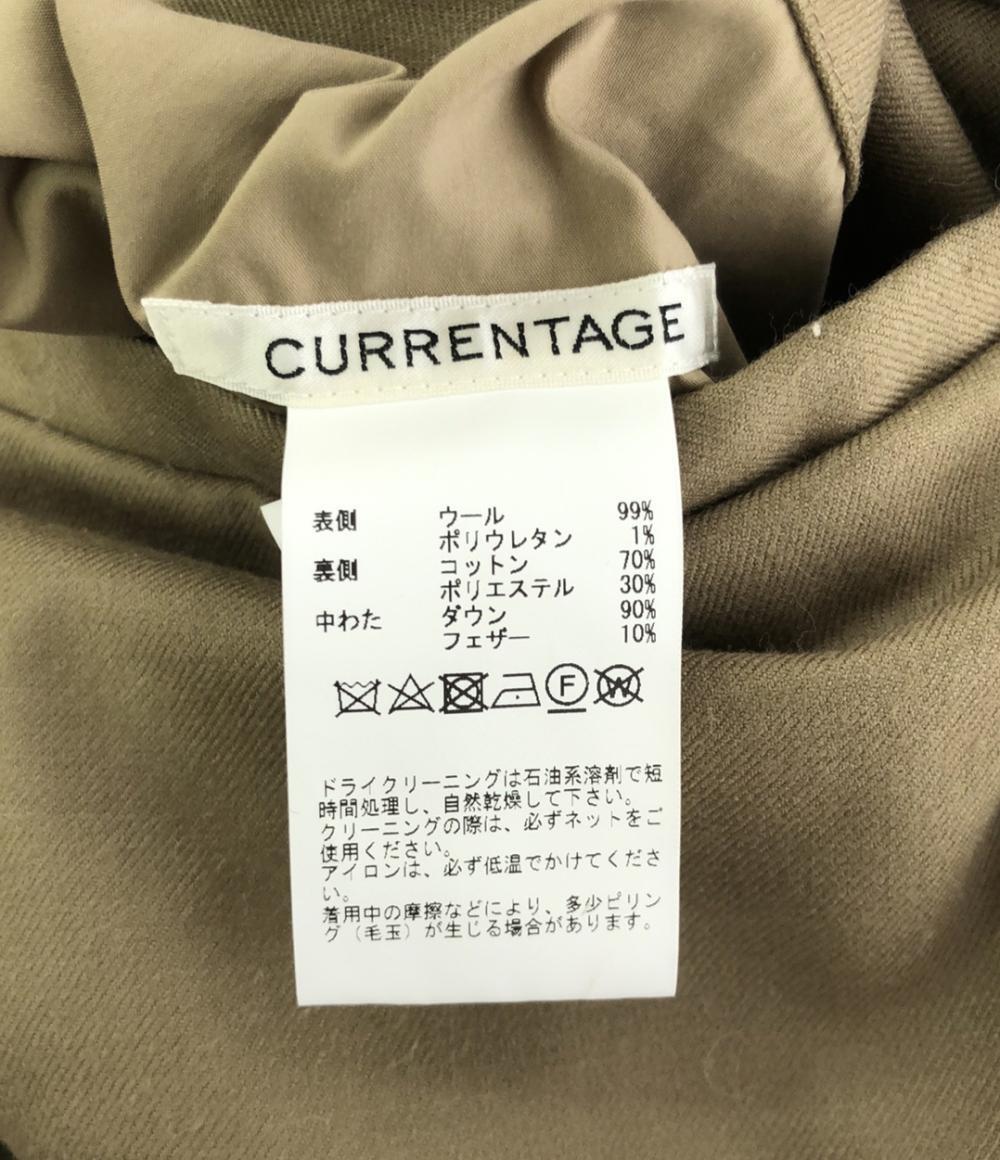 CURRENTAGE
表側 ウール 99%
ポリウレタン 1%
裏側 コットン 70%
ポリエステル 30%
中わた ダウン 90%
フェザー 10%
F W
ドライクリーニングは石油系溶剤で短
時間処理し、自然乾燥して下さい。
クリーニングの際は、必ずネットをご
使用ください。
アイロンは、必ず低温でかけてくださ
い。
着用中の摩擦などにより、多少ピリン
グ（毛玉）が生じる場合があります。